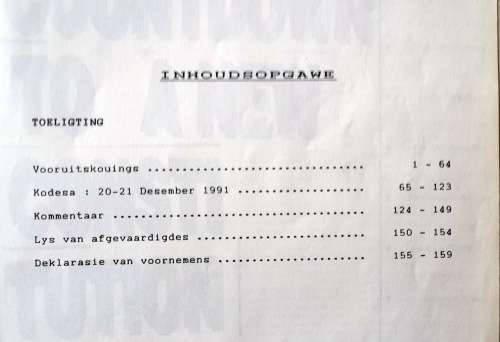 INHOUDSOPGAWE
TOELIGTING
Vooruitskouings ................................ 1 - 64
Kodesa : 20-21 Desember 1991 ................... 65 - 123
Kommentaar ..................................... 124 - 149
Lys van afgevaardigdes ......................... 150 - 154
Deklarasie van voornemens ...................... 155 - 159